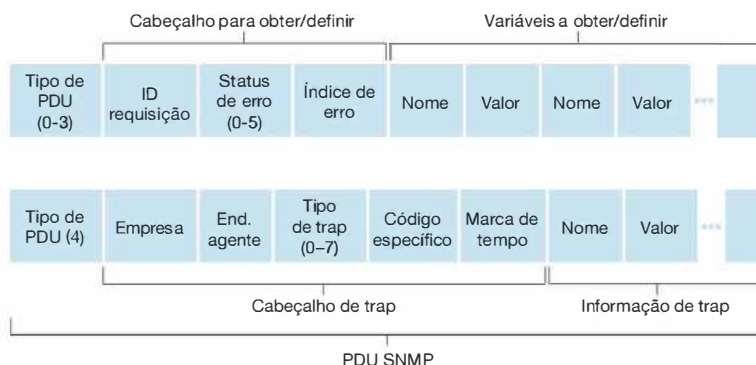 Cabeçalho para obter/definir
Variáveis a obter/definir
Tipo de
PDU
(0-3)
ID
requisição
Status
de erro
(0-5)
Índice de
erro
Nome
Valor
Nome
Valor
Tipo de
PDU (4)
Empresa
End.
agente
Tipo
de trap
(0–7)
Código
específico
Marca de
tempo
Nome
Valor
Cabeçalho de trap
Informação de trap
PDU SNMP